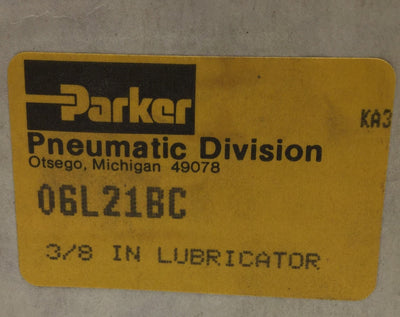 Parker
KA3
Pneumatic Division
Otsego, Michigan 49078
06L21BC
3/8 IN LUBRICATOR